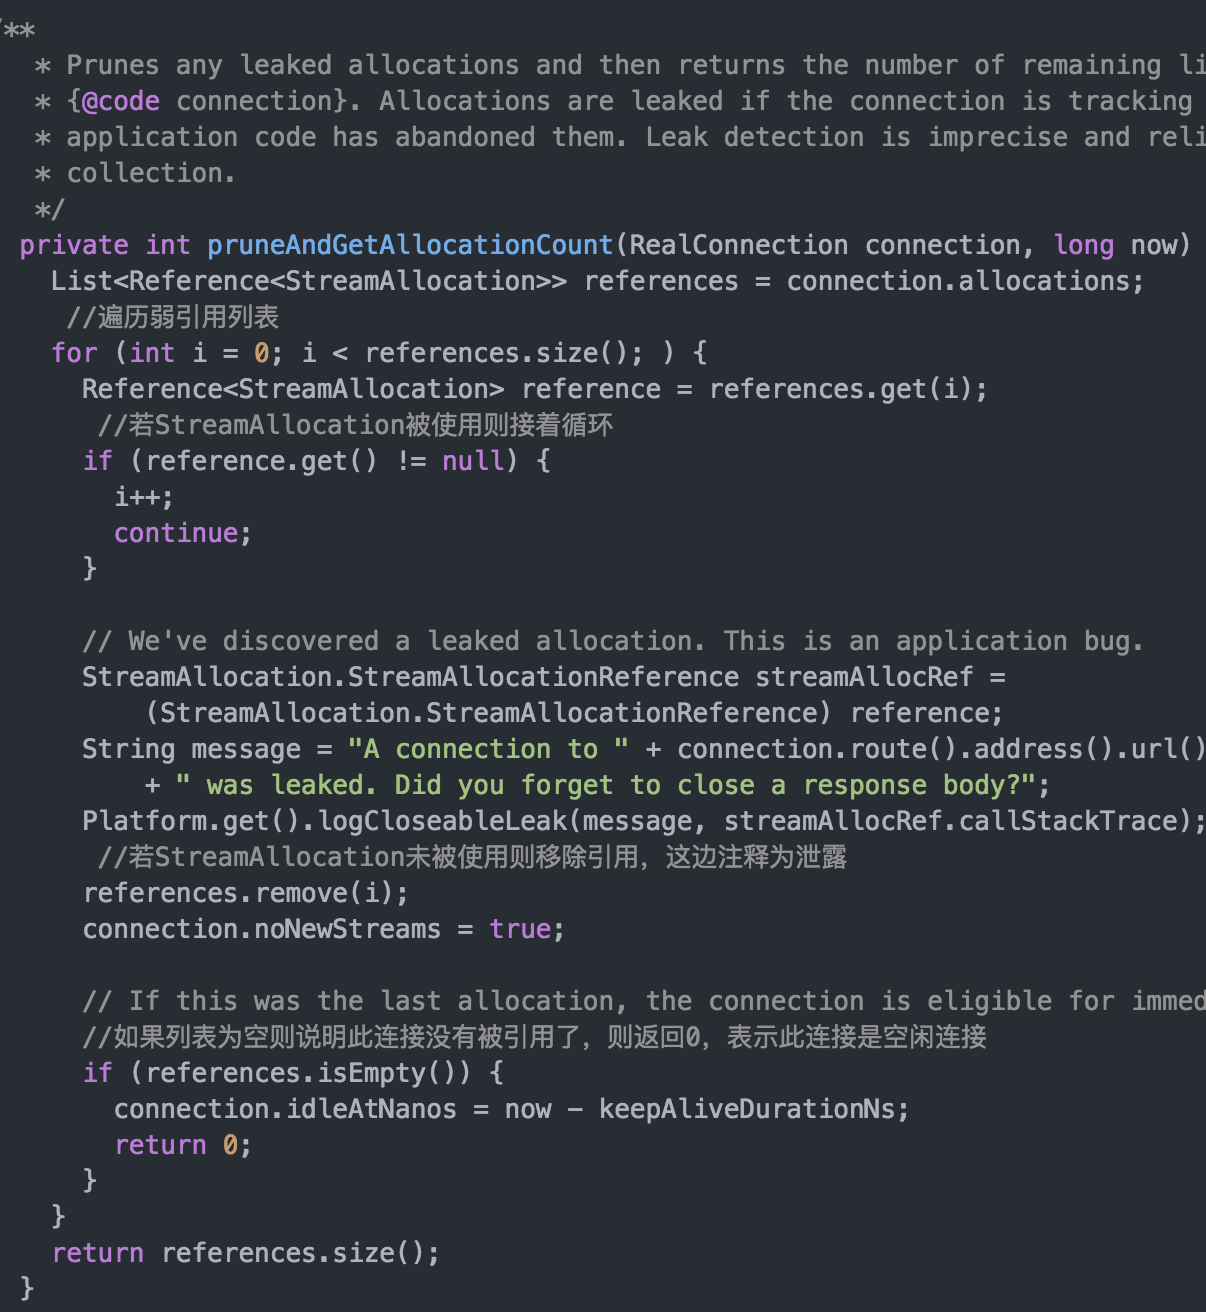 /**
* Prunes any leaked allocations and then returns the number of remaining
* {@code connection}. Allocations are leaked if the connection is tracking
* application code has abandoned them. Leak detection is imprecise and
* collection.
*/
private int pruneAndGetAllocationCount(RealConnection connection, long now)
List<Reference<StreamAllocation>> references = connection.allocations;
//遍历弱引用列表
for (int i = 0; i < references.size(); ) {
Reference<StreamAllocation> reference = references.get(i);
//若StreamAllocation被使用则接着循环
if (reference.get() != null) {
i++;
continue;
}
// We've discovered a leaked allocation. This is an application bug.
StreamAllocation.StreamAllocationReference streamAllocRef =
(StreamAllocation.StreamAllocationReference) reference;
String message = "A connection to " + connection.route().address().url()
+ " was leaked. Did you forget to close a response body?";
Platform.get().logCloseableLeak(message, streamAllocRef.callStackTrace);
//若StreamAllocation未被使用则移除引用，这边注释为泄露
references.remove(i);
connection.noNewStreams = true;
// If this was the last allocation, the connection is eligible for
//如果列表为空则说明此连接没有被引用了，则返回0，表示此连接是空闲连接
if (references.isEmpty()) {
connection.idleAtNanos = now - keepAliveDurationNs;
return 0;
}
}
return references.size();
}